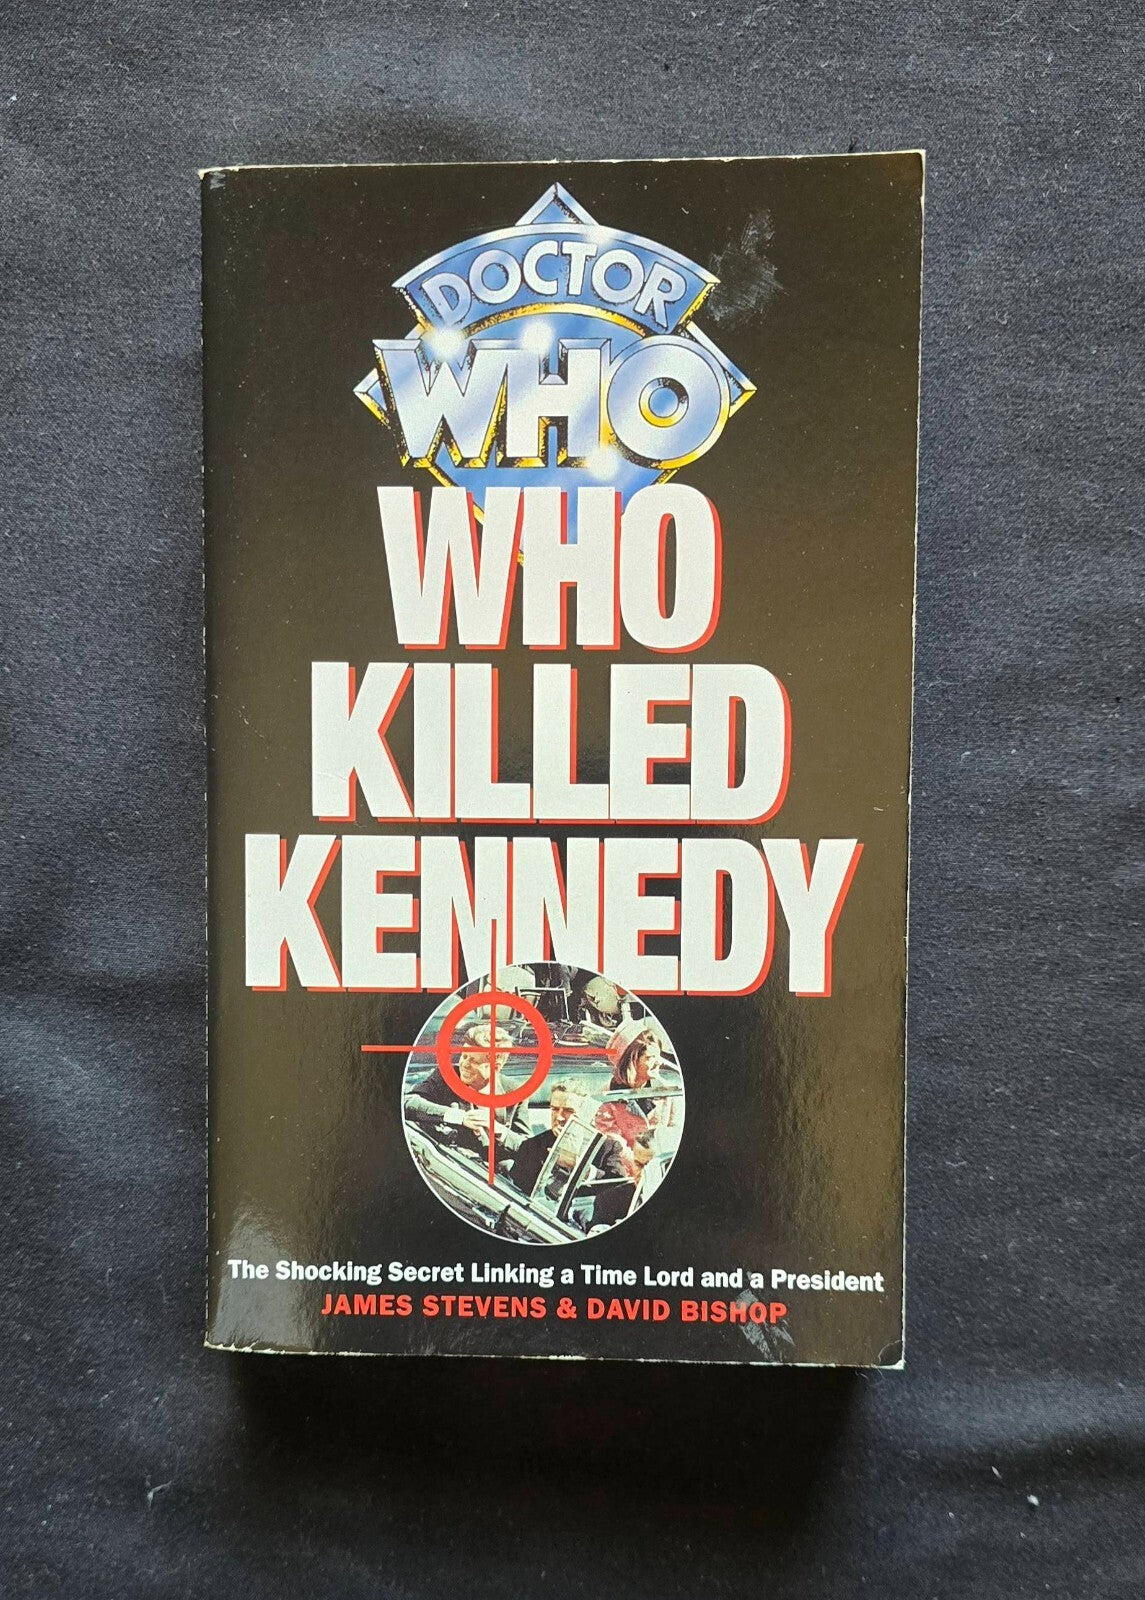 DOCTOR
WHO
WHO
KILLED
KENNEDY
The Shocking Secret Linking a Time Lord and a President
JAMES STEVENS & DAVID BISHOP